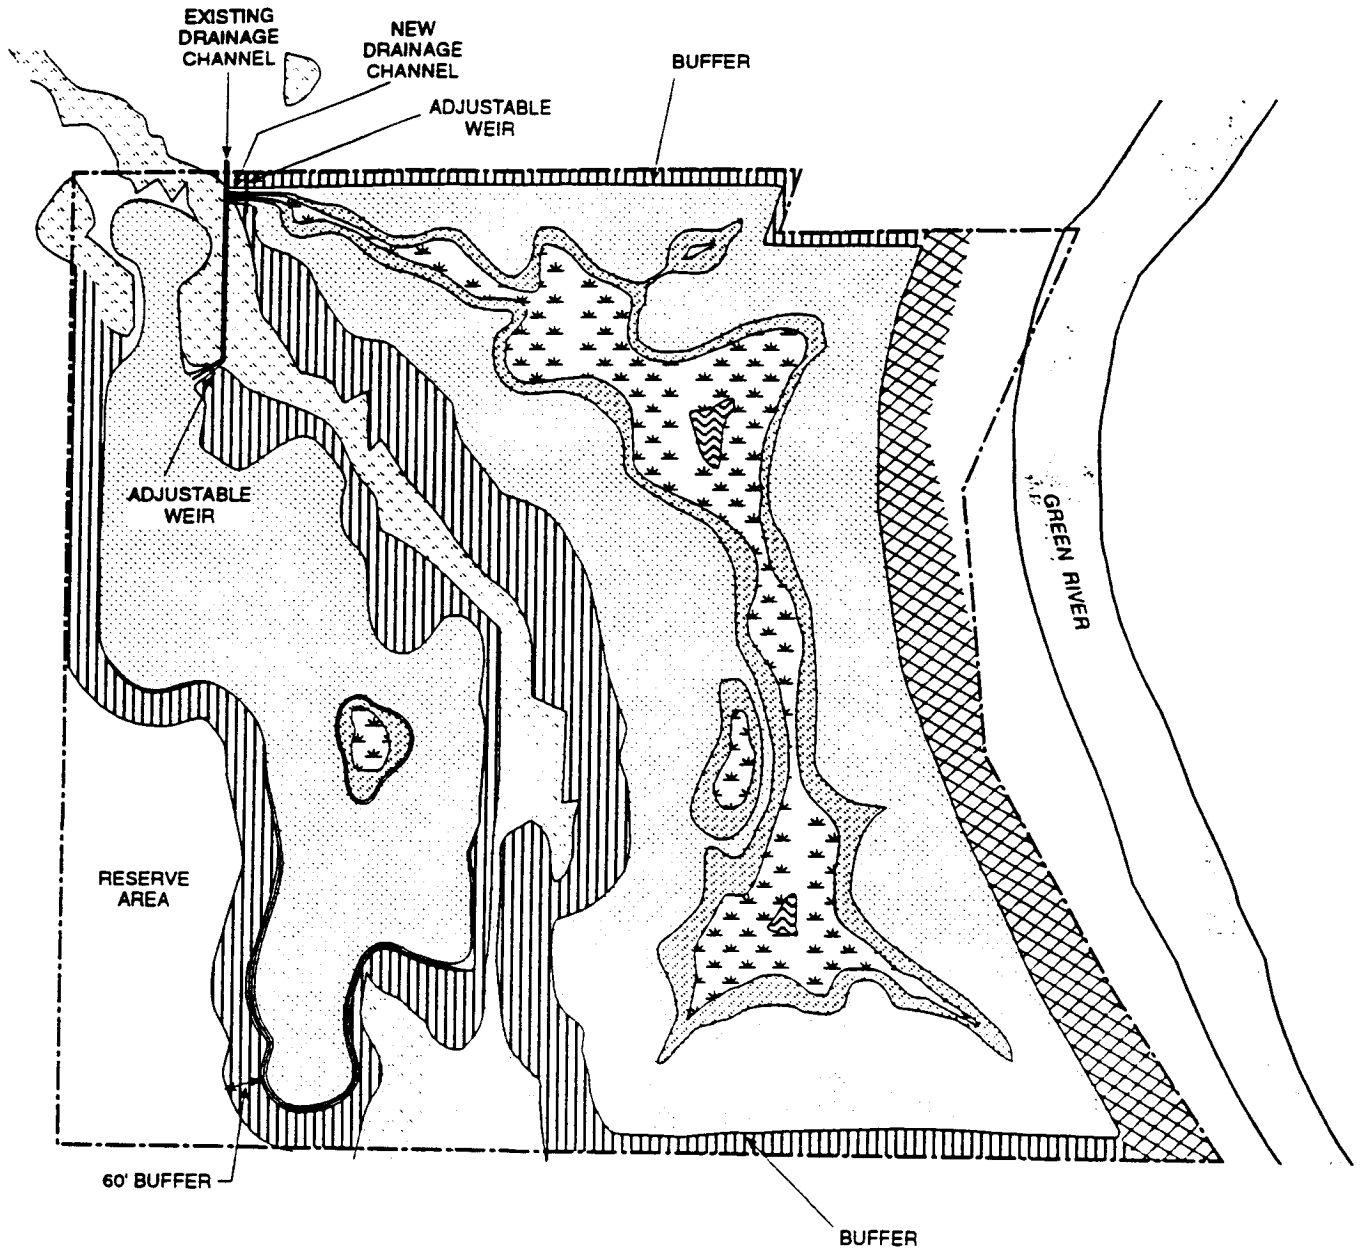 EXISTING
DRAINAGE
CHANNEL
NEW
DRAINAGE
CHANNEL
BUFFER
ADJUSTABLE
WEIR
ADJUSTABLE
WEIR
GREEN RIVER
RESERVE
AREA
60' BUFFER
BUFFER